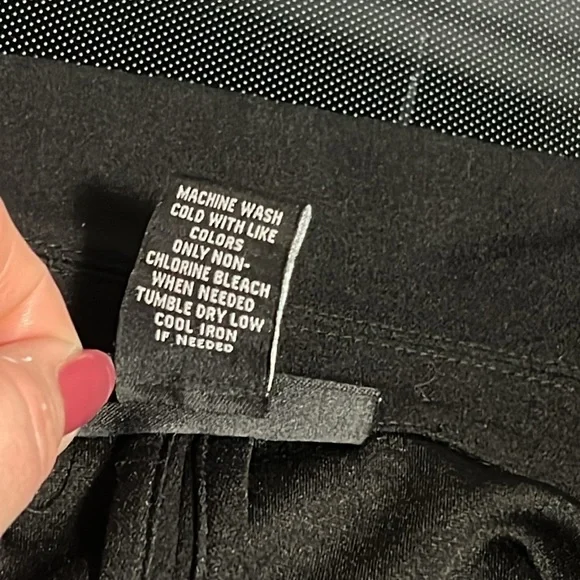 MACHINE WASH
COLD WITH LIKE
COLORS
ONLY NON-
CHLORINE BLEACH
WHEN NEEDED
TUMBLE DRY LOW
COOL IRON
IF NEEDED